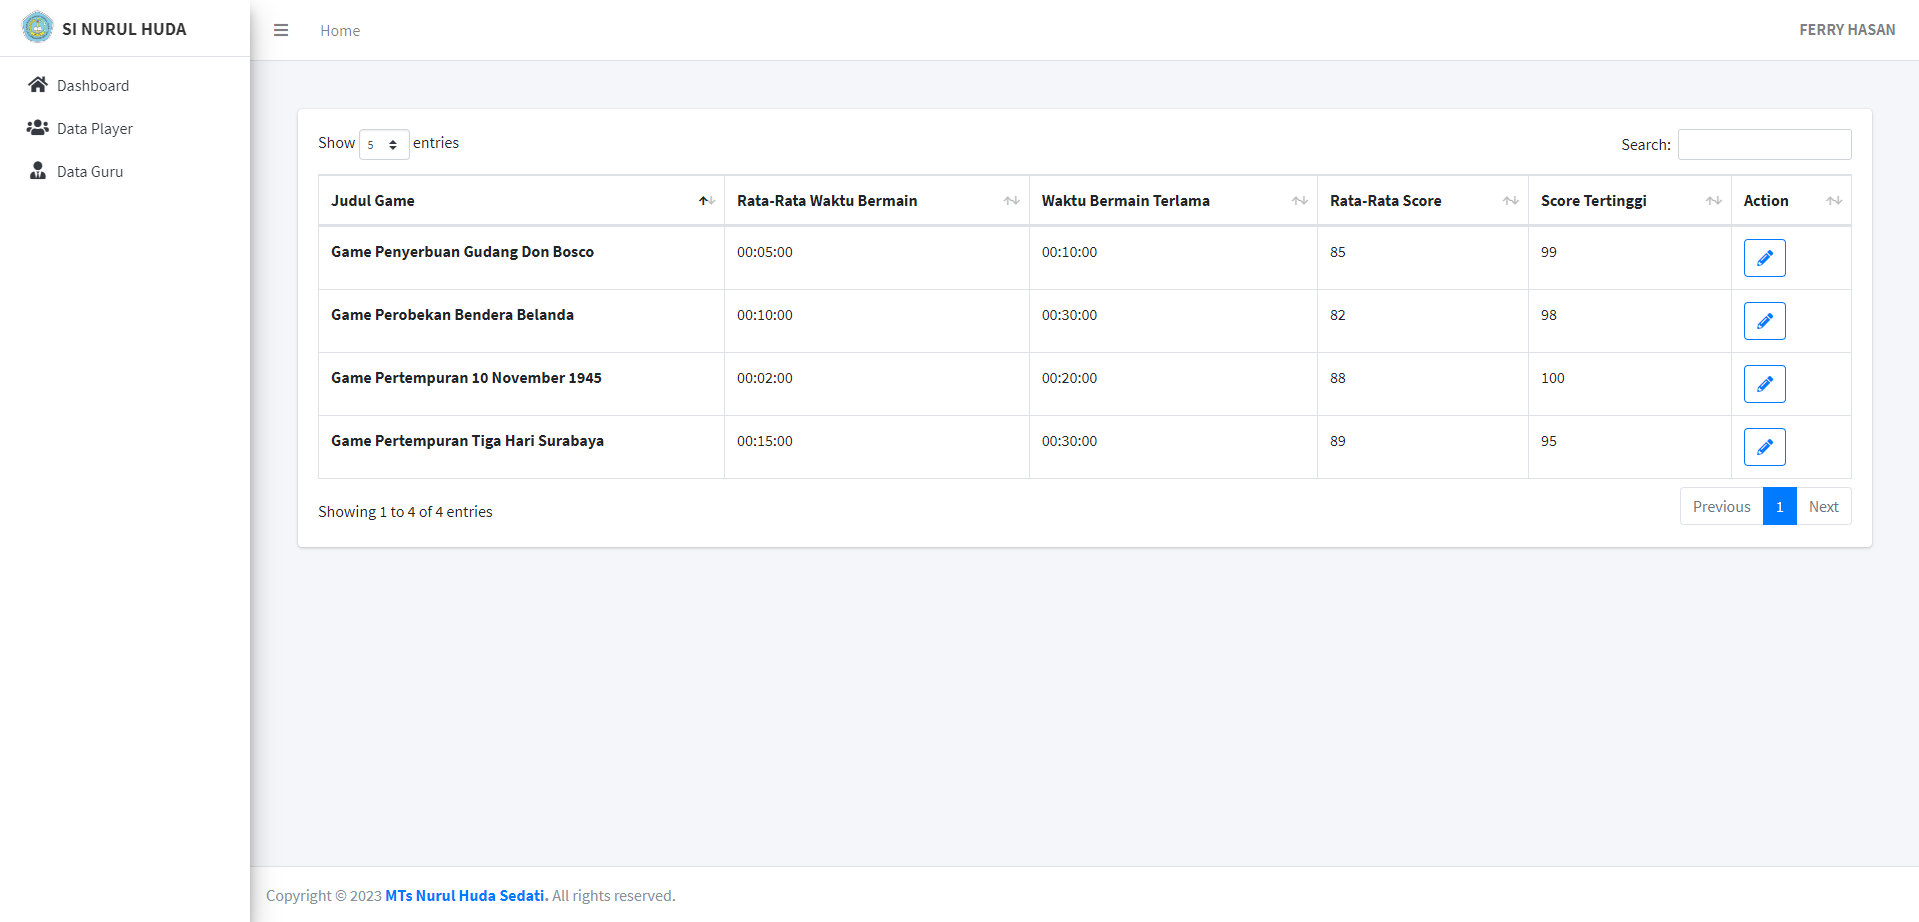 SI NURUL HUDA
Home
FERRY HASAN
Dashboard
Data Player
Data Guru
Show 5 entries
Search:
Judul Game Rata-Rata Waktu Bermain Waktu Bermain Terlama Rata-Rata Score Score Tertinggi Action
Game Penyerbuan Gudang Don Bosco 00:05:00 00:10:00 85 99
Game Perobekan Bendera Belanda 00:10:00 00:30:00 82 98
Game Pertempuran 10 November 1945 00:02:00 00:20:00 88 100
Game Pertempuran Tiga Hari Surabaya 00:15:00 00:30:00 89 95
Showing 1 to 4 of 4 entries
Previous 1 Next
Copyright © 2023 MTs Nurul Huda Sedati. All rights reserved.